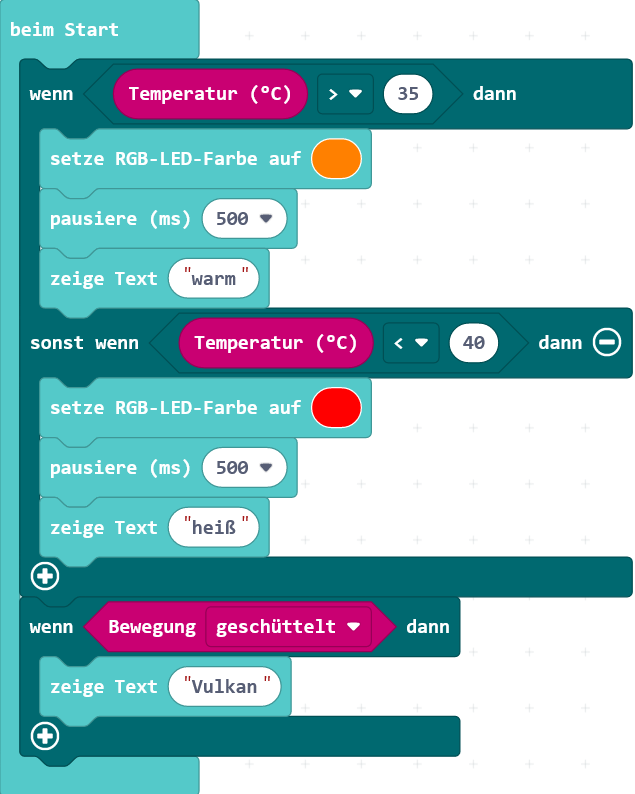 beim Start
wenn Temperatur (°C) > 35 dann
setze RGB-LED-Farbe auf
pausiere (ms) 500
zeige Text "warm"
sonst wenn Temperatur (°C) < 40 dann
setze RGB-LED-Farbe auf
pausiere (ms) 500
zeige Text "heiß"
wenn Bewegung geschüttelt dann
zeige Text "Vulkan"